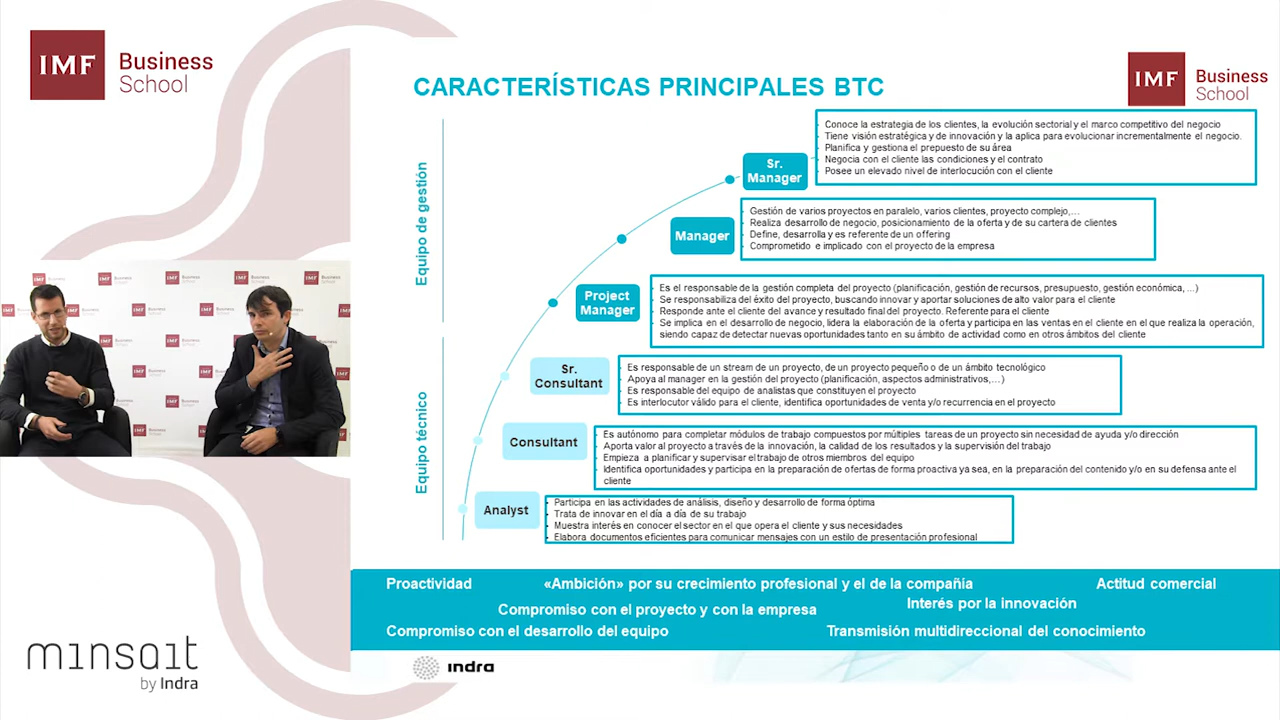 IMF Business School
CARACTERÍSTICAS PRINCIPALES BTC
IMF Business School
Equipo de gestión
Sr. Manager
Conoce la estrategia de los clientes, la evolución sectorial y el marco competitivo del negocio
Tiene visión estratégica y de innovación y la aplica para evolucionar incrementalmente el negocio.
Planifica y gestiona el prepuesto de su área
Negocia con el cliente las condiciones y el contrato
Posee un elevado nivel de interlocución con el cliente
Manager
Gestión de varios proyectos en paralelo, varios clientes, proyecto complejo,…
Realiza desarrollo de negocio, posicionamiento de la oferta y de su cartera de clientes
Define, desarrolla y es referente de un offering
Comprometido e implicado con el proyecto de la empresa
Project Manager
Es el responsable de la gestión completa del proyecto (planificación, gestión de recursos, presupuesto, gestión económica, …)
Se responsabiliza del éxito del proyecto, buscando innovar y aportar soluciones de alto valor para el cliente
Responde ante el cliente del avance y resultado final del proyecto. Referente para el cliente
Se implica en el desarrollo de negocio, lidera la elaboración de la oferta y participa en las ventas en el cliente en el que realiza la operación,
siendo capaz de detectar nuevas oportunidades tanto en su ámbito de actividad como en otros ámbitos del cliente
Equipo técnico
Sr. Consultant
Es responsable de un stream de un proyecto, de un proyecto pequeño o de un ámbito tecnológico
Apoya al manager en la gestión del proyecto (planificación, aspectos administrativos,…)
Es responsable del equipo de analistas que constituyen el proyecto
Es interlocutor válido para el cliente, identifica oportunidades de venta y/o recurrencia en el proyecto
Consultant
Es autónomo para completar módulos de trabajo compuestos por múltiples tareas de un proyecto sin necesidad de ayuda y/o dirección
Aporta valor al proyecto a través de la innovación, la calidad de los resultados y la supervisión del trabajo
Empieza a planificar y supervisar el trabajo de otros miembros del equipo
Identifica oportunidades y participa en la preparación de ofertas de forma proactiva ya sea, en la preparación del contenido y/o en su defensa ante el
cliente
Analyst
Participa en las actividades de análisis, diseño y desarrollo de forma óptima
Trata de innovar en el día a día de su trabajo
Muestra interés en conocer el sector en el que opera el cliente y sus necesidades
Elabora documentos eficientes para comunicar mensajes con un estilo de presentación profesional
Proactividad
«Ambición» por su crecimiento profesional y el de la compañía
Actitud comercial
Compromiso con el proyecto y con la empresa
Interés por la innovación
Compromiso con el desarrollo del equipo
Transmisión multidireccional del conocimiento
indra
minsait
by Indra